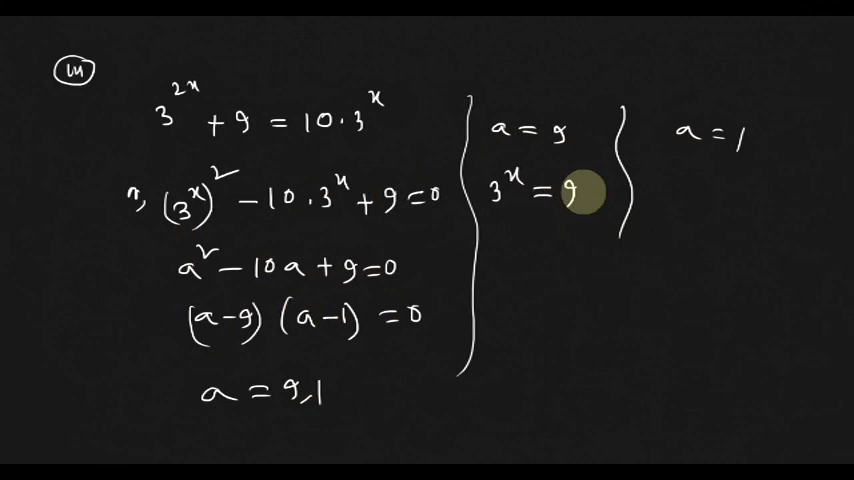 (iii)
3^{2x} + 9 = 10 · 3^x
⇒, (3^x)^2 − 10 · 3^x + 9 = 0
a^2 − 10a + 9 = 0
(a − 9) (a − 1) = 0
a = 9, 1
a = 9
3^x = 9
a = 1